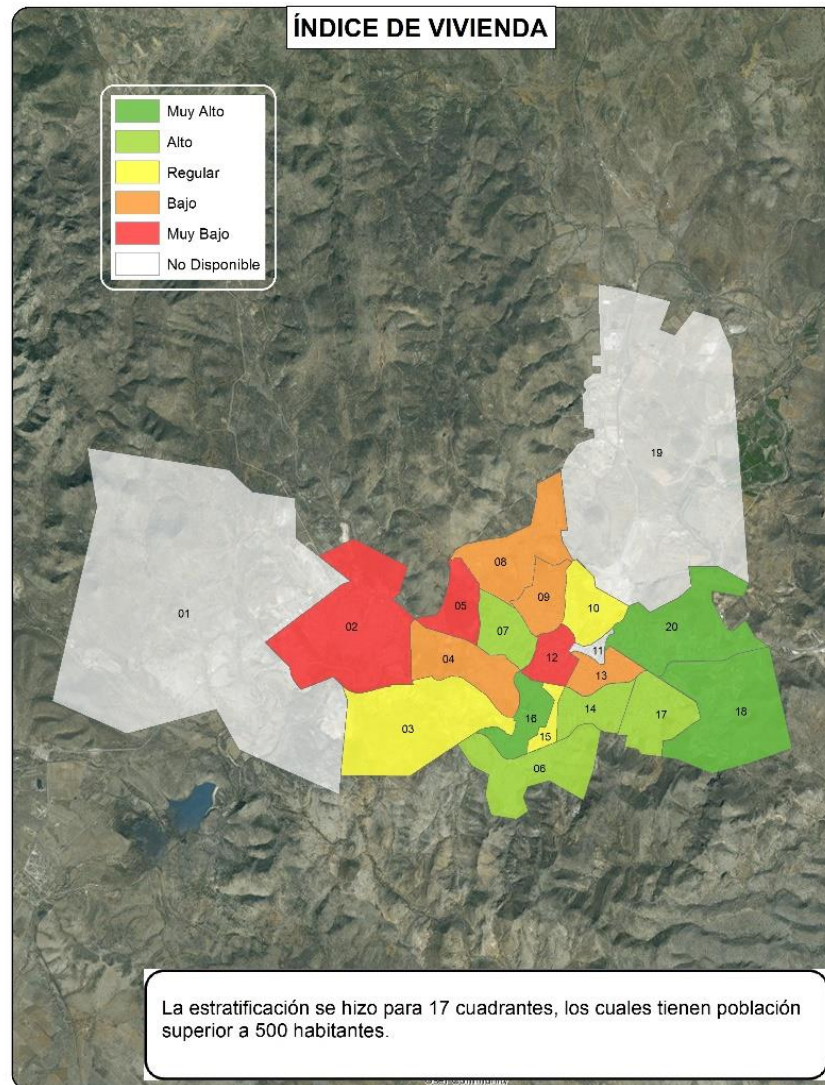 ÍNDICE DE VIVIENDA
Muy Alto
Alto
Regular
Bajo
Muy Bajo
No Disponible
19
01
02
05
08
09
10
07
04
12
11
13
20
03
16
15
14
17
18
06
La estratificación se hizo para 17 cuadrantes, los cuales tienen población
superior a 500 habitantes.